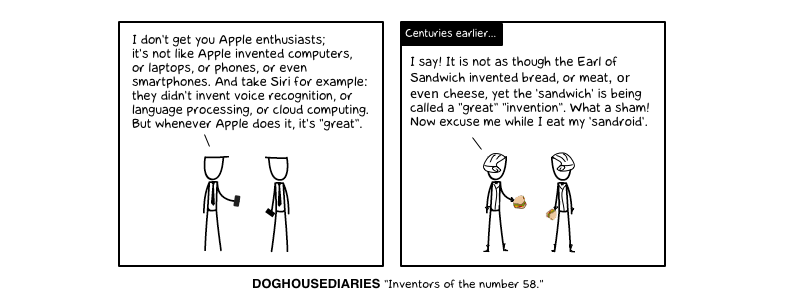 I don't get you Apple enthusiasts;
it's not like Apple invented computers,
or laptops, or phones, or even
smartphones. And take Siri for example:
they didn't invent voice recognition, or
language processing, or cloud computing.
But whenever Apple does it, it's "great".
Centuries earlier...
I say! It is not as though the Earl of
Sandwich invented bread, or meat, or
even cheese, yet the 'sandwich' is being
called a "great" "invention". What a sham!
Now excuse me while I eat my 'sandroid'.
DOGHOUSEDIARIES "Inventors of the number 58."